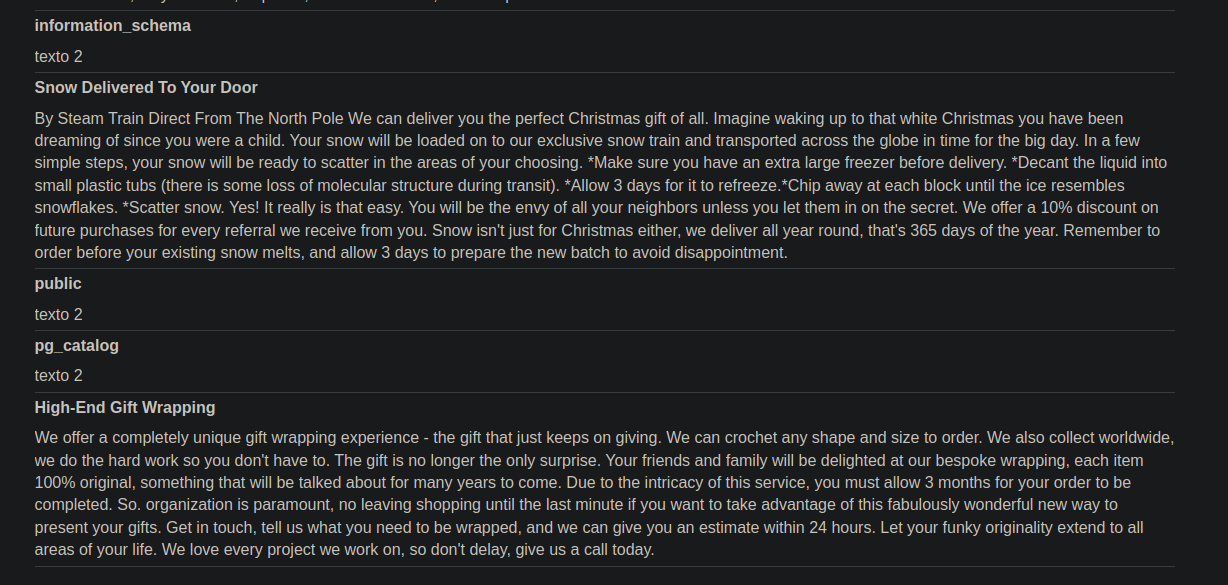 information_schema
texto 2
Snow Delivered To Your Door
By Steam Train Direct From The North Pole We can deliver you the perfect Christmas gift of all. Imagine waking up to that white Christmas you have been
dreaming of since you were a child. Your snow will be loaded on to our exclusive snow train and transported across the globe in time for the big day. In a few
simple steps, your snow will be ready to scatter in the areas of your choosing. *Make sure you have an extra large freezer before delivery. *Decant the liquid into
small plastic tubs (there is some loss of molecular structure during transit). *Allow 3 days for it to refreeze.*Chip away at each block until the ice resembles
snowflakes. *Scatter snow. Yes! It really is that easy. You will be the envy of all your neighbors unless you let them in on the secret. We offer a 10% discount on
future purchases for every referral we receive from you. Snow isn't just for Christmas either, we deliver all year round, that's 365 days of the year. Remember to
order before your existing snow melts, and allow 3 days to prepare the new batch to avoid disappointment.
public
texto 2
pg_catalog
texto 2
High-End Gift Wrapping
We offer a completely unique gift wrapping experience - the gift that just keeps on giving. We can crochet any shape and size to order. We also collect worldwide,
we do the hard work so you don't have to. The gift is no longer the only surprise. Your friends and family will be delighted at our bespoke wrapping, each item
100% original, something that will be talked about for many years to come. Due to the intricacy of this service, you must allow 3 months for your order to be
completed. So. organization is paramount, no leaving shopping until the last minute if you want to take advantage of this fabulously wonderful new way to
present your gifts. Get in touch, tell us what you need to be wrapped, and we can give you an estimate within 24 hours. Let your funky originality extend to all
areas of your life. We love every project we work on, so don't delay, give us a call today.